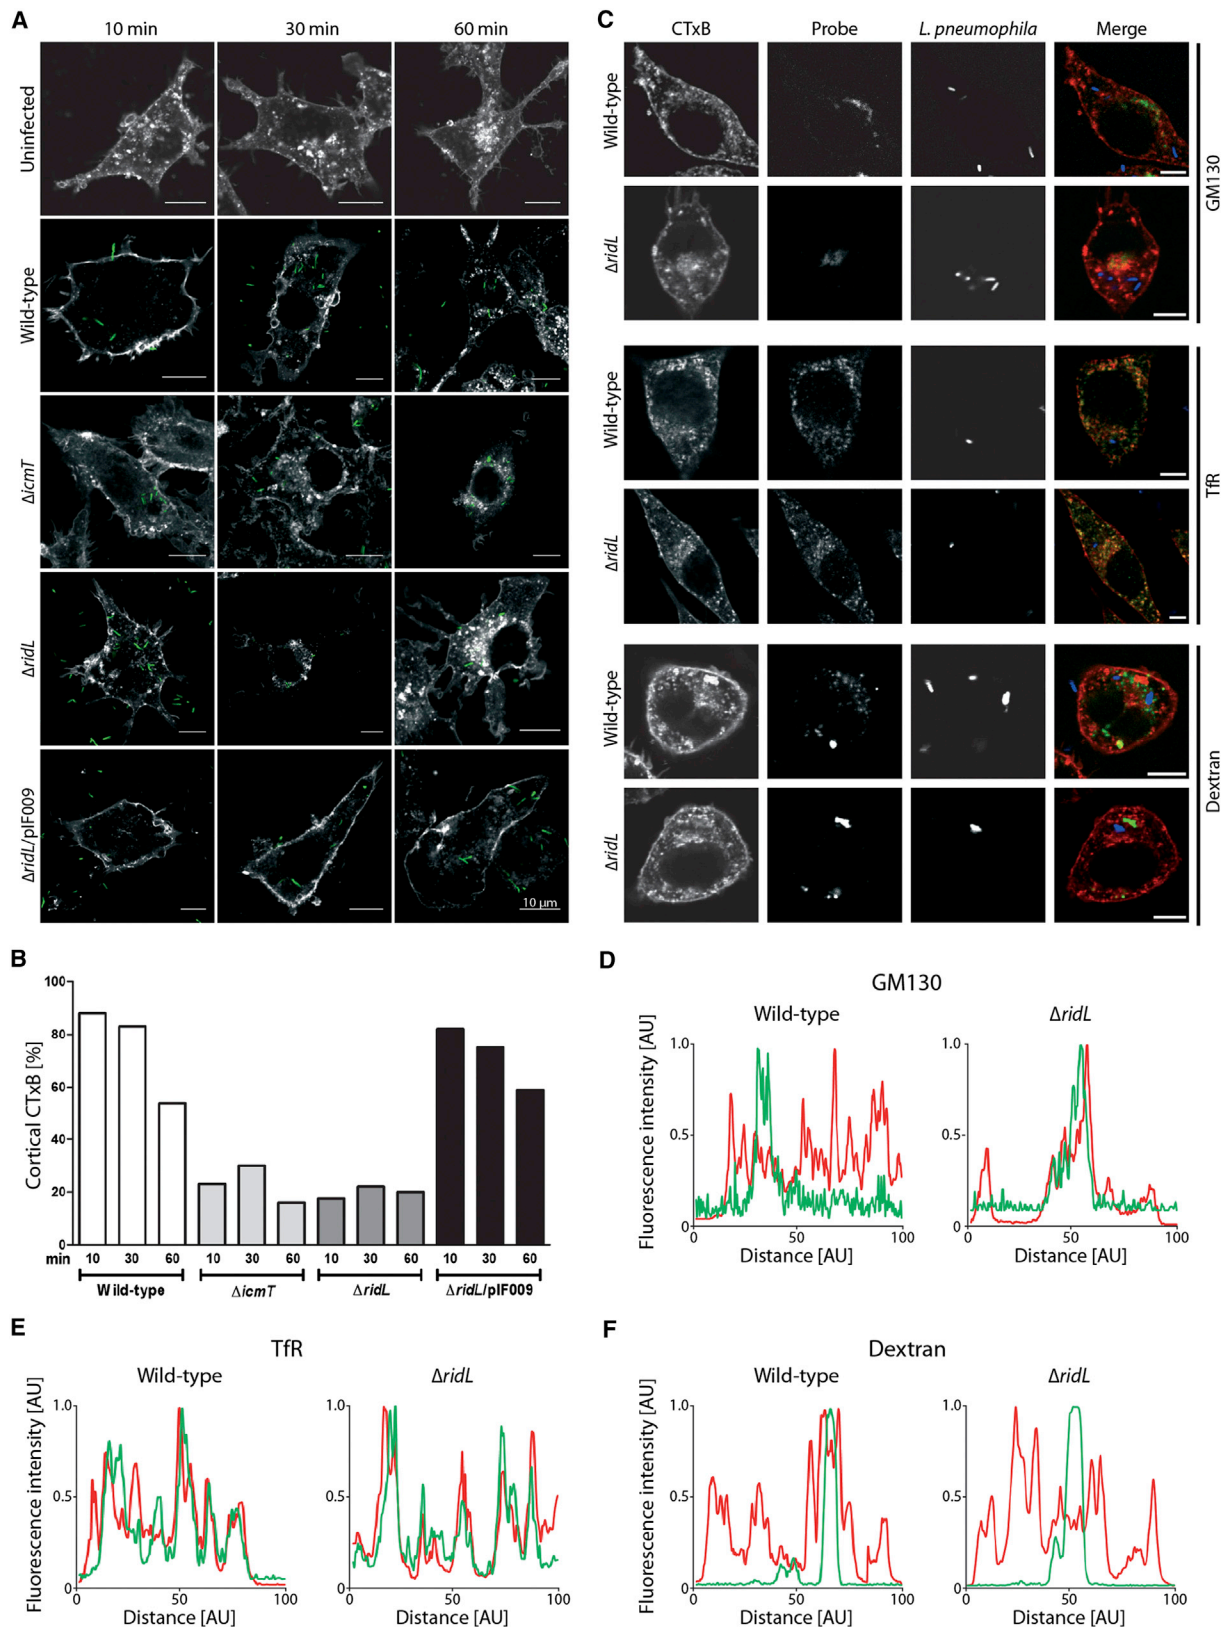 A
10 min
30 min
60 min
Uninfected
Wild-type
ΔicmT
ΔridL
ΔridL/pIF009
10 µm
C
CTxB
Probe
L. pneumophila
Merge
Wild-type
ΔridL
GM130
Wild-type
ΔridL
TfR
Wild-type
ΔridL
Dextran
B
Cortical CTxB [%]
100
80
60
40
20
0
min 10 30 60 10 30 60 10 30 60 10 30 60
Wild-type ΔicmT ΔridL ΔridL/pIF009
D
GM130
Wild-type
ΔridL
Fluorescence intensity [AU]
1.0
0.5
0
50
100
Distance [AU]
1.0
0.5
0
50
100
Distance [AU]
E
TfR
Wild-type
ΔridL
Fluorescence intensity [AU]
1.0
0.5
0
0
50
100
Distance [AU]
1.0
0.5
0
0
50
100
Distance [AU]
F
Dextran
Wild-type
ΔridL
Fluorescence intensity [AU]
1.0
0.5
0
0
50
100
Distance [AU]
1.0
0.5
0
0
50
100
Distance [AU]